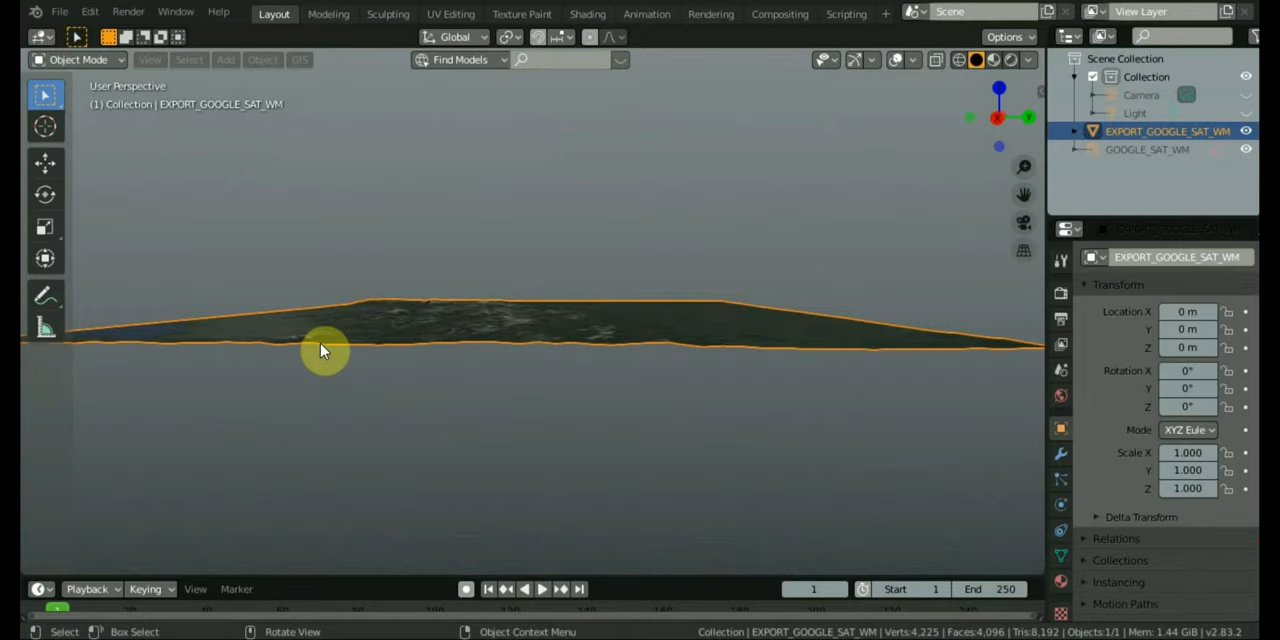 File Edit Render Window Help Layout Modeling Sculpting UV Editing Texture Paint Shading Animation Rendering Compositing Scripting + Scene View Layer
Global Options
Object Mode View Select Add Object GIS Find Models
User Perspective
(1) Collection | EXPORT_GOOGLE_SAT_WM
X
Y
Scene Collection
Collection
Camera
Light
EXPORT_GOOGLE_SAT_WM
GOOGLE_SAT_WM
EXPORT_GOOGLE_SAT_WM
EXPORT_GOOGLE_SAT_WM
Transform
Location X 0 m
Y 0 m
Z 0 m
Rotation X 0°
Y 0°
Z 0°
Mode XYZ Eule
Scale X 1.000
Y 1.000
Z 1.000
Delta Transform
Relations
Collections
Instancing
Motion Paths
Playback Keying View Marker 1 Start 1 End 250
1
Select Box Select Rotate View Object Context Menu Collection | EXPORT_GOOGLE_SAT_WM | Verts:4,225 | Faces:4,096 | Tris:8,192 | Objects:1/1 | Mem: 1.44 GiB | v2.83.2